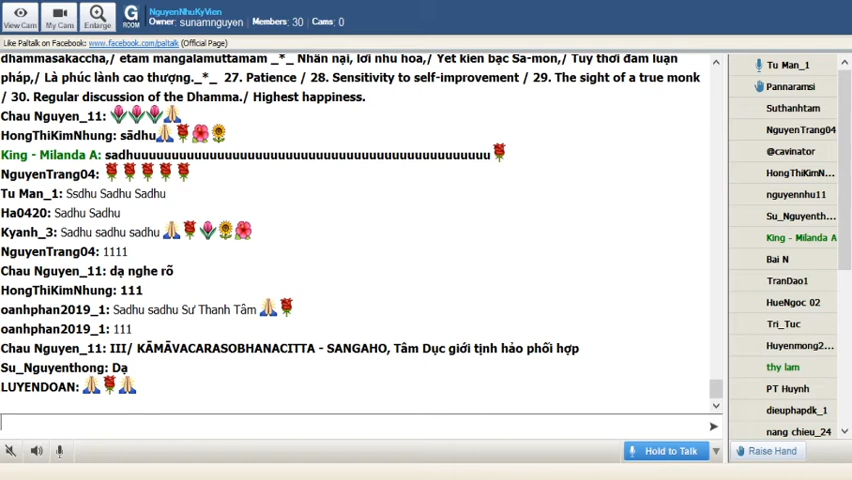 NguyenNhuKyVien
Owner: sunamnguyen Members: 30 Cams: 0
View Cam My Cam Enlarge G ROOM
Like Paltalk on Facebook: www.facebook.com/paltalk (Official Page)
dhammasakaccha,/ etam mangalamuttamam _*_ Nhẫn nại, lời nhu hòa,/ Yết kiến bậc Sa-môn,/ Tùy thời đàm luận
pháp,/ Là phúc lành cao thượng._*_ 27. Patience / 28. Sensitivity to self-improvement / 29. The sight of a true monk
/ 30. Regular discussion of the Dhamma./ Highest happiness.
Chau Nguyen_11:
HongThiKimNhung: sādhu
King - Milanda A: sadhuuuuuuuuuuuuuuuuuuuuuuuuuuuuuuuuuuuuuuuuuuuuuuu
NguyenTrang04:
Tu Man_1: Ssdhu Sadhu Sadhu
Ha0420: Sadhu Sadhu
Kyanh_3: Sadhu sadhu sadhu
NguyenTrang04: 1111
Chau Nguyen_11: dạ nghe rõ
HongThiKimNhung: 111
oanhphan2019_1: Sadhu sadhu Sư Thanh Tâm
oanhphan2019_1: 111
Chau Nguyen_11: III/ KĀMĀVACARASOBHANACITTA - SANGAHO, Tâm Dục giới tịnh hảo phối hợp
Su_Nguyenthong: Dạ
LUYENDOAN:
Tu Man_1
Pannaramsi
Suthanhtam
NguyenTrang04
@cavinator
HongThiKimN...
nguyennhu11
Su_Nguyenth...
King - Milanda A
Bai N
TranDao1
HueNgoc 02
Tri_Tuc
Huyenmong2...
thy lam
PT Huynh
dieuphapdk_1
nang chieu_24
Hold to Talk
Raise Hand